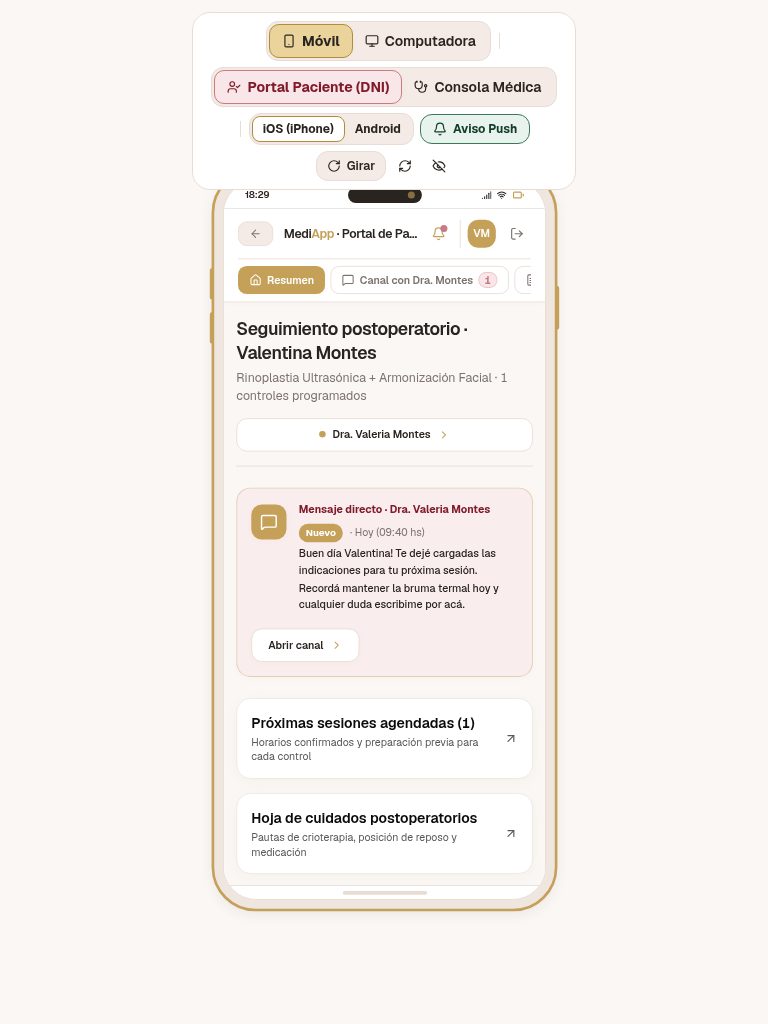 Móvil
Computadora
Portal Paciente (DNI)
Consola Médica
iOS (iPhone)
Android
Aviso Push
Girar
18:29
MediApp · Portal de Pa...
VM
Resumen
Canal con Dra. Montes
1
Seguimiento postoperatorio ·
Valentina Montes
Rinoplastia Ultrasónica + Armonización Facial · 1
controles programados
Dra. Valeria Montes
Mensaje directo · Dra. Valeria Montes
Nuevo · Hoy (09:40 hs)
Buen día Valentina! Te dejé cargadas las
indicaciones para tu próxima sesión.
Recordá mantener la bruma termal hoy y
cualquier duda escribime por acá.
Abrir canal
Próximas sesiones agendadas (1)
Horarios confirmados y preparación previa para
cada control
Hoja de cuidados postoperatorios
Pautas de crioterapia, posición de reposo y
medicación